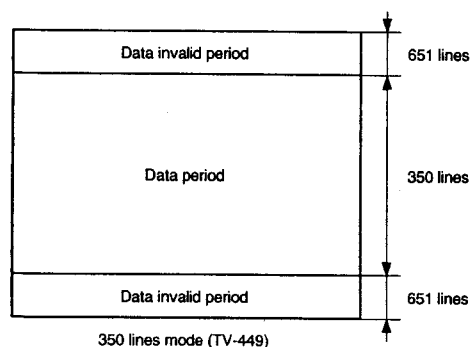 Data invalid period
651 lines
Data period
350 lines
Data invalid period
651 lines
350 lines mode (TV-449)